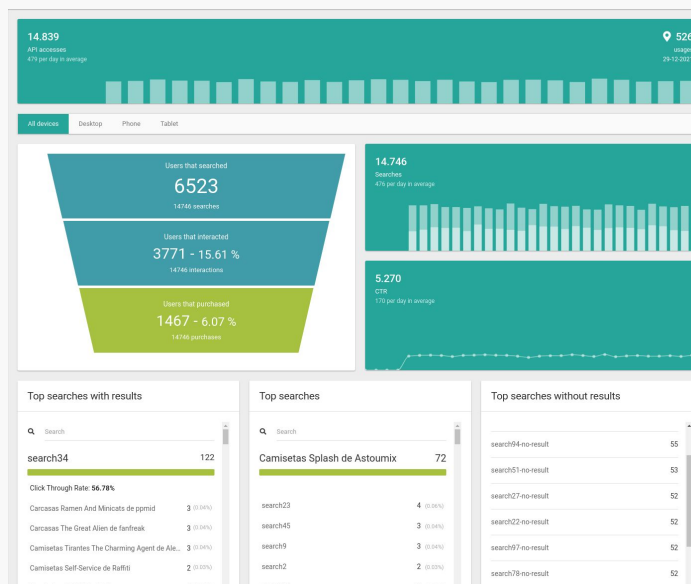 14.839
API accesses
479 per day in average
526
usage
29-12-202
All devices
Desktop
Phone
Tablet
Users that searched
6523
14746 searches
Users that interacted
3771 - 15.61 %
14746 interactions
Users that purchased
1467 - 6.07 %
14746 purchases
14.746
Searches
476 per day in average
5.270
CTR
170 per day in average
Top searches with results
Search
search34 122
Click Through Rate: 56.78%
Carcasas Ramen And Minicats de ppmid 3 (0.04%)
Carcasas The Great Alien de fanfreak 3 (0.04%)
Camisetas Tirantes The Charming Agent de Ale... 3 (0.04%)
Camisetas Self-Service de Raffiti 2 (0.03%)
Top searches
Search
Camisetas Splash de Astoumix 72
search23 4 (0.06%)
search45 3 (0.04%)
search9 3 (0.04%)
search2 2 (0.03%)
Top searches without results
search94-no-result 55
search51-no-result 53
search27-no-result 52
search22-no-result 52
search97-no-result 52
search78-no-result 52